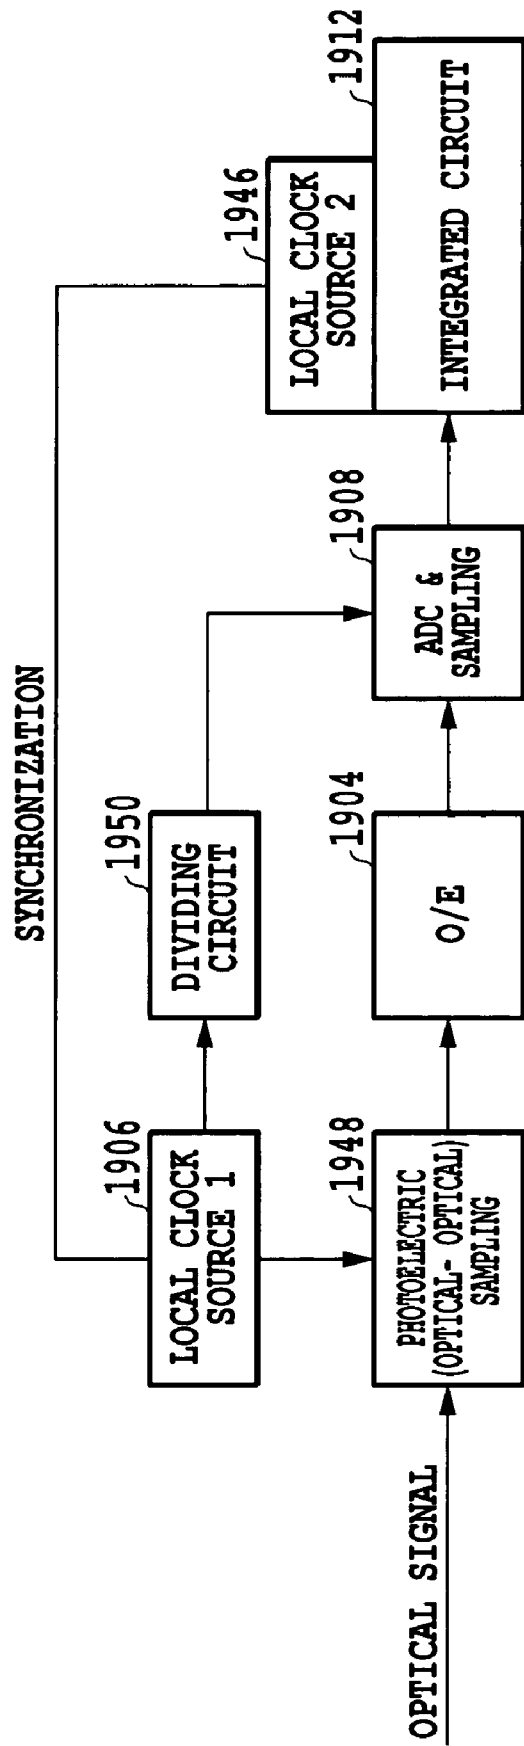 SYNCHRONIZATION
1906
LOCAL CLOCK
SOURCE 1
1950
DIVIDING
CIRCUIT
1946
LOCAL CLOCK
SOURCE 2
1912
INTEGRATED CIRCUIT
OPTICAL SIGNAL
1948
PHOTOELECTRIC
(OPTICAL- OPTICAL)
SAMPLING
1904
O/E
1908
ADC &
SAMPLING